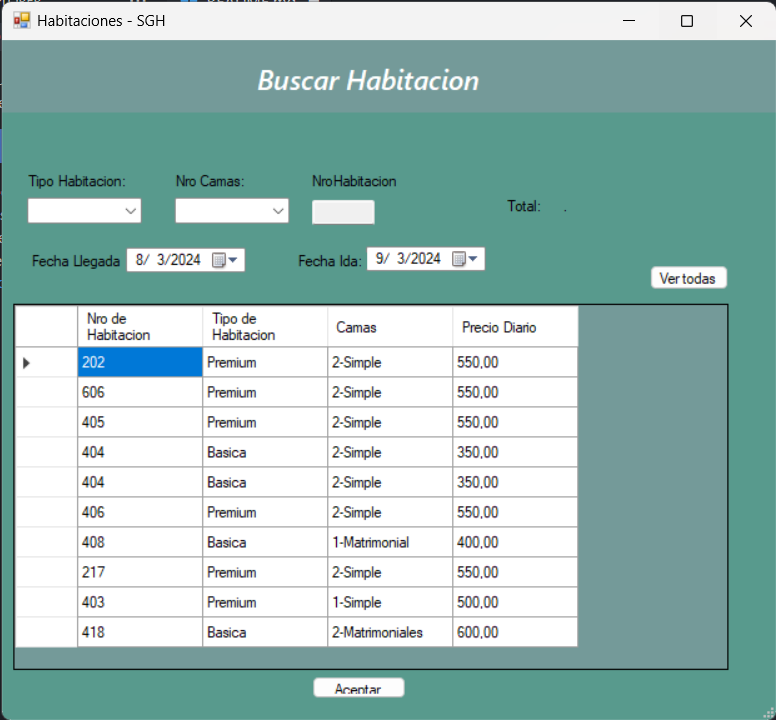 Habitaciones - SGH
Buscar Habitacion
Tipo Habitacion: Nro Camas: NroHabitacion
Total: .
Fecha Llegada 8/ 3/2024 Fecha Ida: 9/ 3/2024
Ver todas
Nro de Habitacion Tipo de Habitacion Camas Precio Diario
202 Premium 2-Simple 550,00
606 Premium 2-Simple 550,00
405 Premium 2-Simple 550,00
404 Basica 2-Simple 350,00
404 Basica 2-Simple 350,00
406 Premium 2-Simple 550,00
408 Basica 1-Matrimonial 400,00
217 Premium 2-Simple 550,00
403 Premium 1-Simple 500,00
418 Basica 2-Matrimoniales 600,00
Aceptar